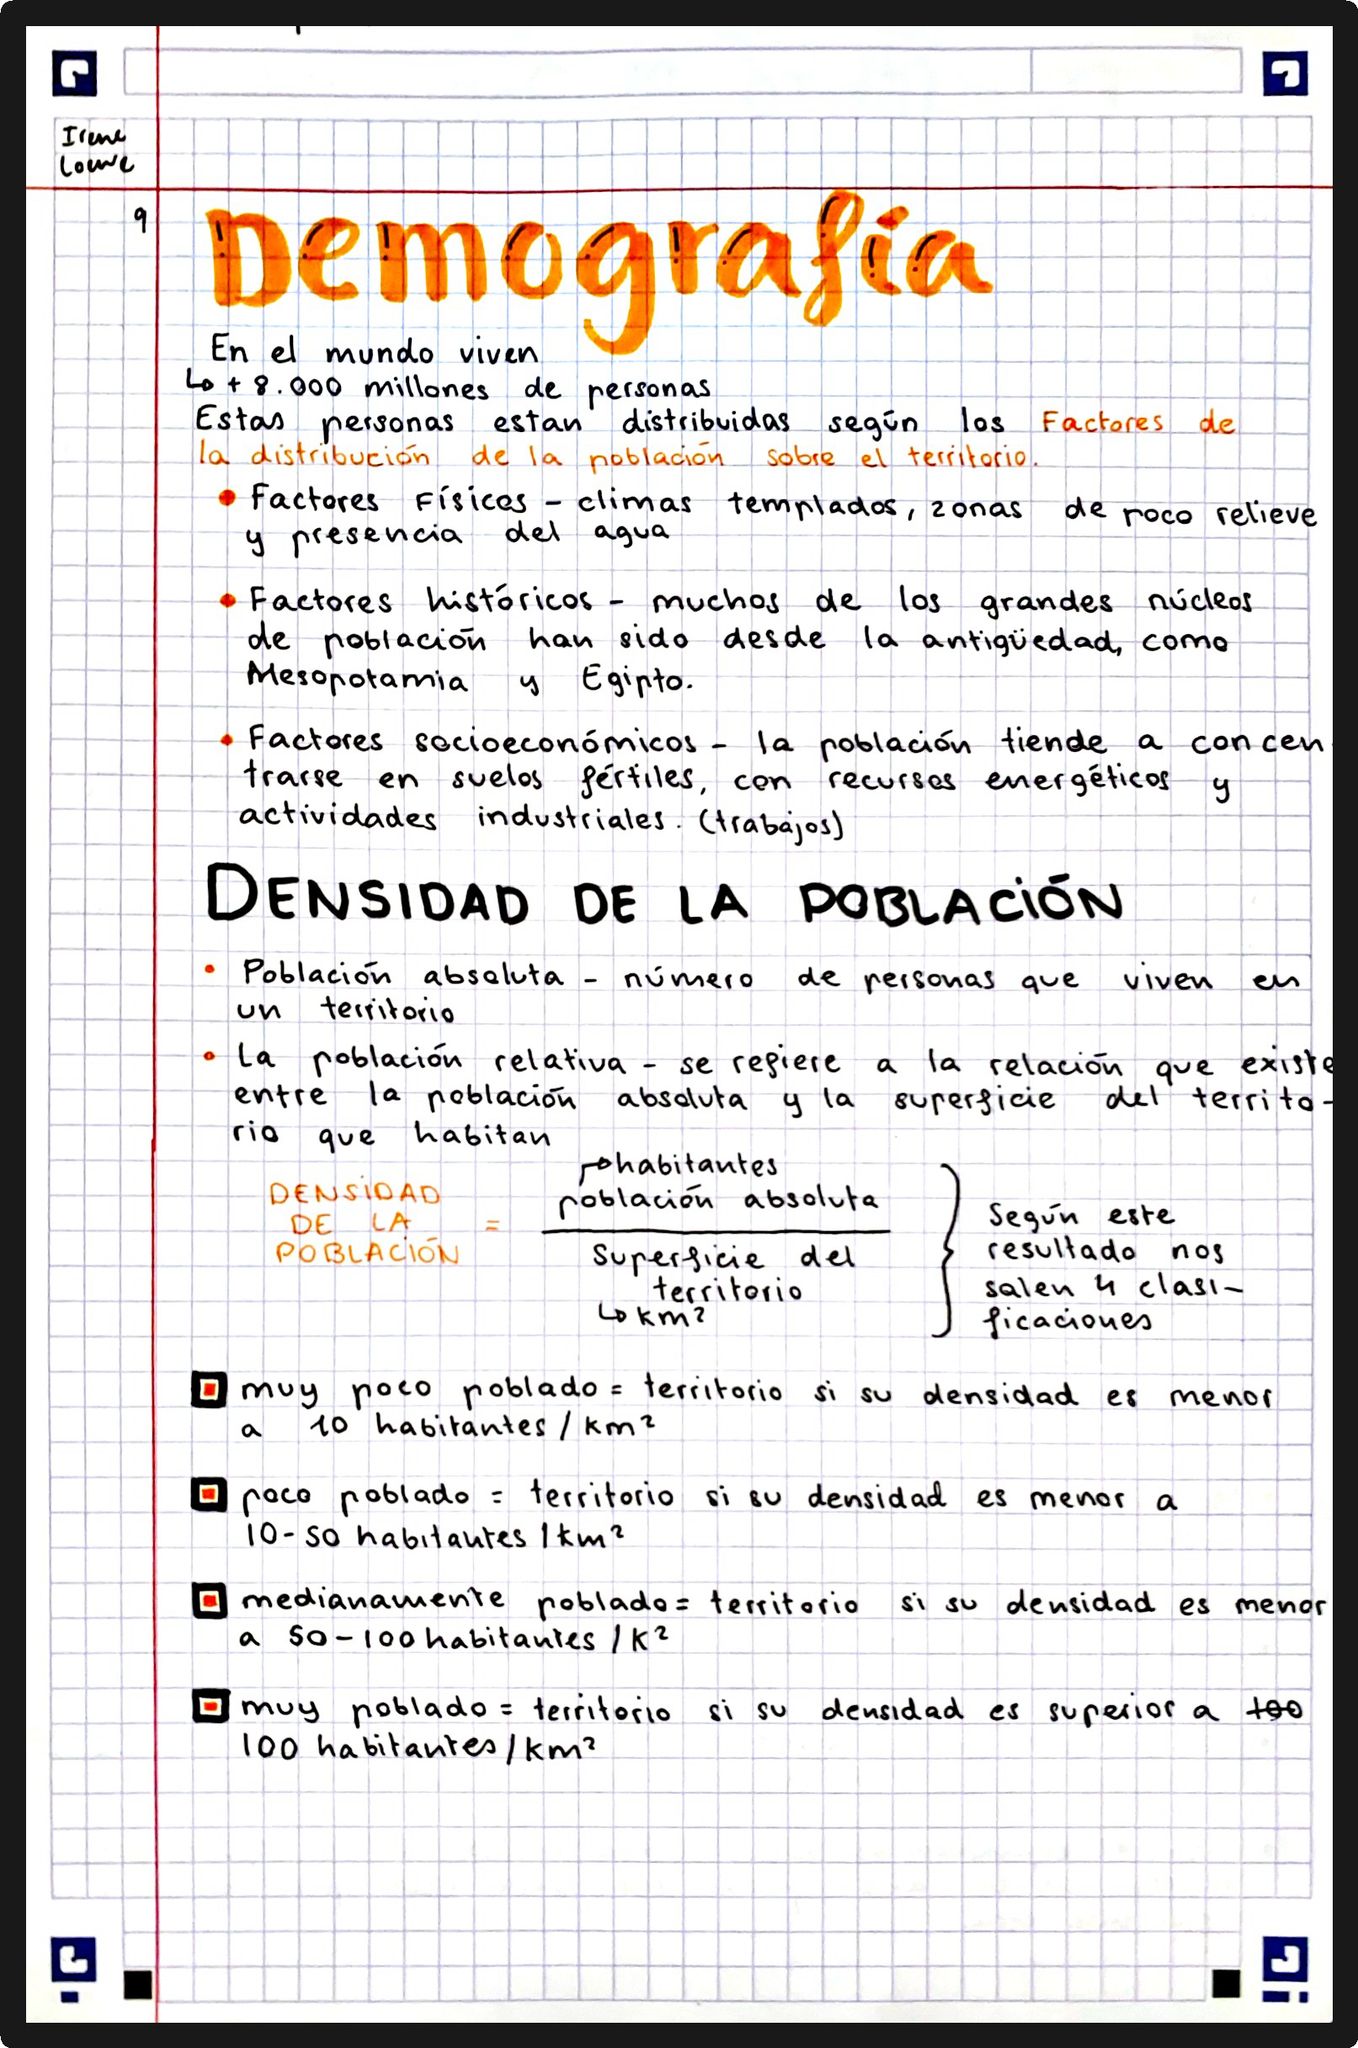 Irene
9
Demografía
En el mundo viven
↳ + 8.000 millones de personas
Estas personas estan distribuidas según los Factores de
la distribución de la población sobre el territorio.
• Factores Físicos - climas templados, zonas de poco relieve
y presencia del agua
• Factores históricos - muchos de los grandes núcleos
de población han sido desde la antigüedad, como
Mesopotamia y Egipto.
• Factores socioeconómicos - la población tiende a concen-
trarse en suelos fértiles, con recursos energéticos y
actividades industriales. (trabajos)
DENSIDAD DE LA POBLACIÓN
• Población absoluta - número de personas que viven en
un territorio
• La población relativa - se refiere a la relación que existe
entre la población absoluta y la superficie del territo-
rio que habitan
DENSIDAD
DE LA
POBLACIÓN
=
↱habitantes
población absoluta
Superficie del
territorio
↳ km²
Según este
resultado nos
salen 4 clasi-
ficaciones
muy poco poblado = territorio si su densidad es menor
a 10 habitantes / km²
poco poblado = territorio si su densidad es menor a
10-50 habitantes / km²
medianamente poblado = territorio si su densidad es menor
a 50-100 habitantes / k²
muy poblado = territorio si su densidad es superior a 100
100 habitantes / km²